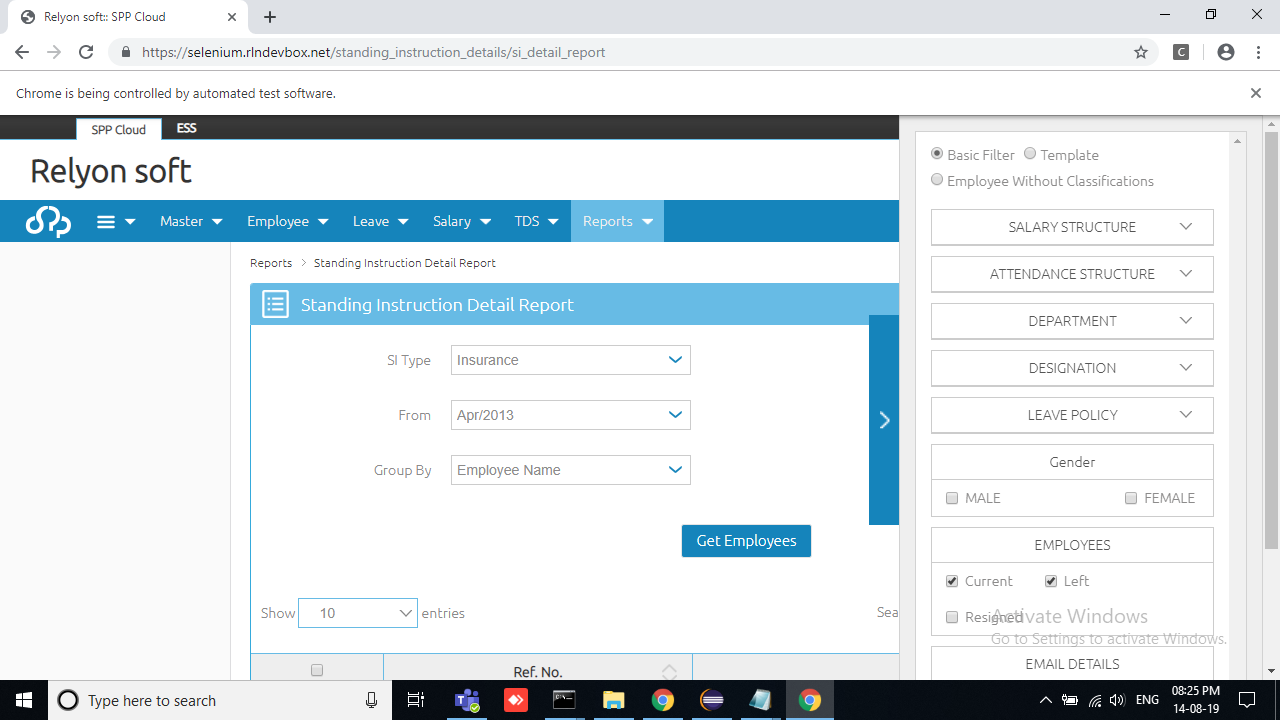 Relyon soft:: SPP Cloud
https://selenium.rlndevbox.net/standing_instruction_details/si_detail_report
C
Chrome is being controlled by automated test software.
SPP Cloud ESS
Relyon soft
Master Employee Leave Salary TDS Reports
Reports > Standing Instruction Detail Report
Standing Instruction Detail Report
SI Type Insurance
From Apr/2013
Group By Employee Name
Get Employees
Show 10 entries Sea
Ref. No.
Basic Filter Template
Employee Without Classifications
SALARY STRUCTURE
ATTENDANCE STRUCTURE
DEPARTMENT
DESIGNATION
LEAVE POLICY
Gender
MALE FEMALE
EMPLOYEES
Current Left
Resigned
Activate Windows
Go to Settings to activate Windows.
EMAIL DETAILS
Type here to search
ENG
08:25 PM
14-08-19